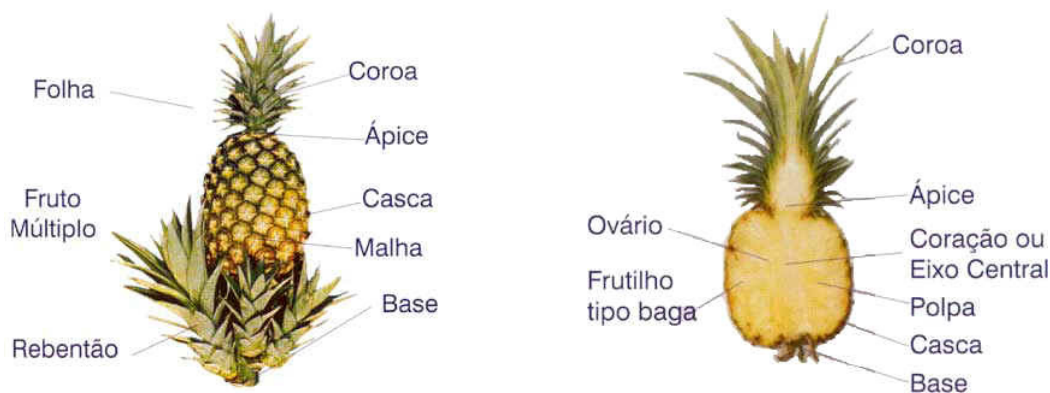 Folha
Coroa
Ápice
Fruto
Múltiplo
Casca
Malha
Base
Rebentão
Coroa
Ápice
Ovário
Coração ou
Eixo Central
Frutilho
tipo baga
Polpa
Casca
Base